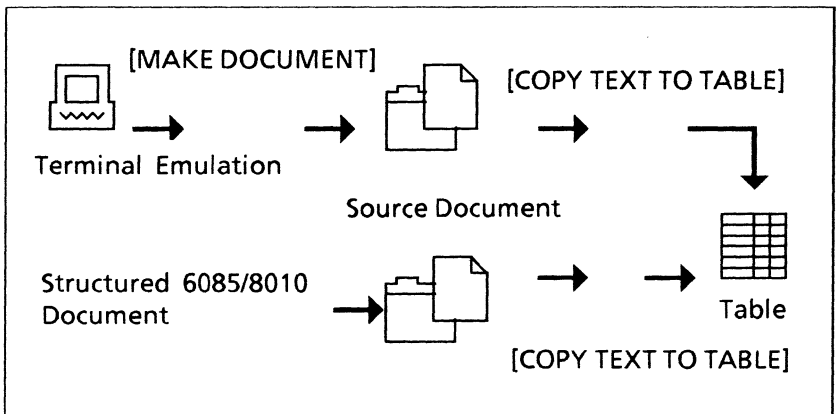 [MAKE DOCUMENT]
[COPY TEXT TO TABLE]
Terminal Emulation
Source Document
Structured 6085/8010
Document
Table
[COPY TEXT TO TABLE]